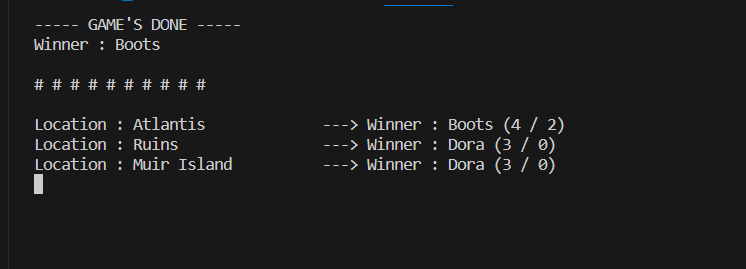 ----- GAME'S DONE -----
Winner : Boots
# # # # # # # # # #
Location : Atlantis ---> Winner : Boots (4 / 2)
Location : Ruins ---> Winner : Dora (3 / 0)
Location : Muir Island ---> Winner : Dora (3 / 0)